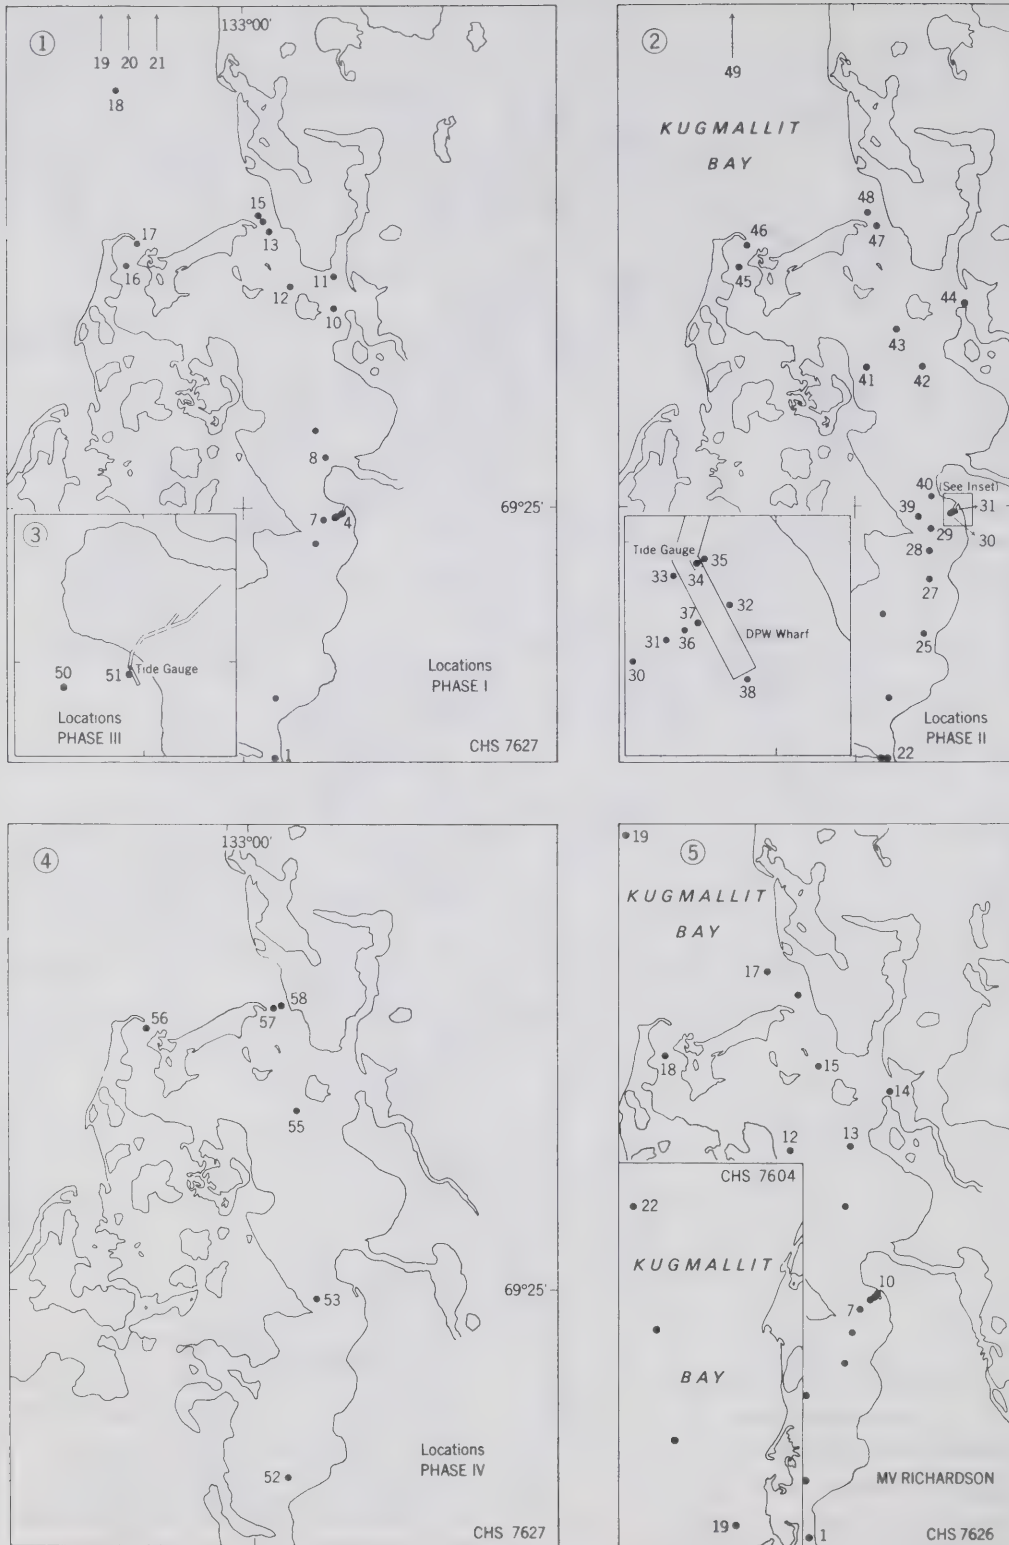 ①
133°00'
19 20 21
18
15
13
17
16
12
11
10
8
7
4
69°25'
③
Tide Gauge
50
51
Locations
PHASE III
Locations
PHASE I
1
CHS 7627
②
49
KUGMALLIT
BAY
48
47
46
45
44
43
41
42
40
(See Inset)
39
31
30
29
28
27
25
22
Tide Gauge
35
34
33
32
37
36
31
30
DPW Wharf
38
Locations
PHASE II
④
133°00'
58
57
56
55
69°25'
53
52
Locations
PHASE IV
CHS 7627
⑤
19
KUGMALLIT
BAY
17
18
15
14
13
12
CHS 7604
22
KUGMALLIT
BAY
10
7
19
1
MV RICHARDSON
CHS 7626